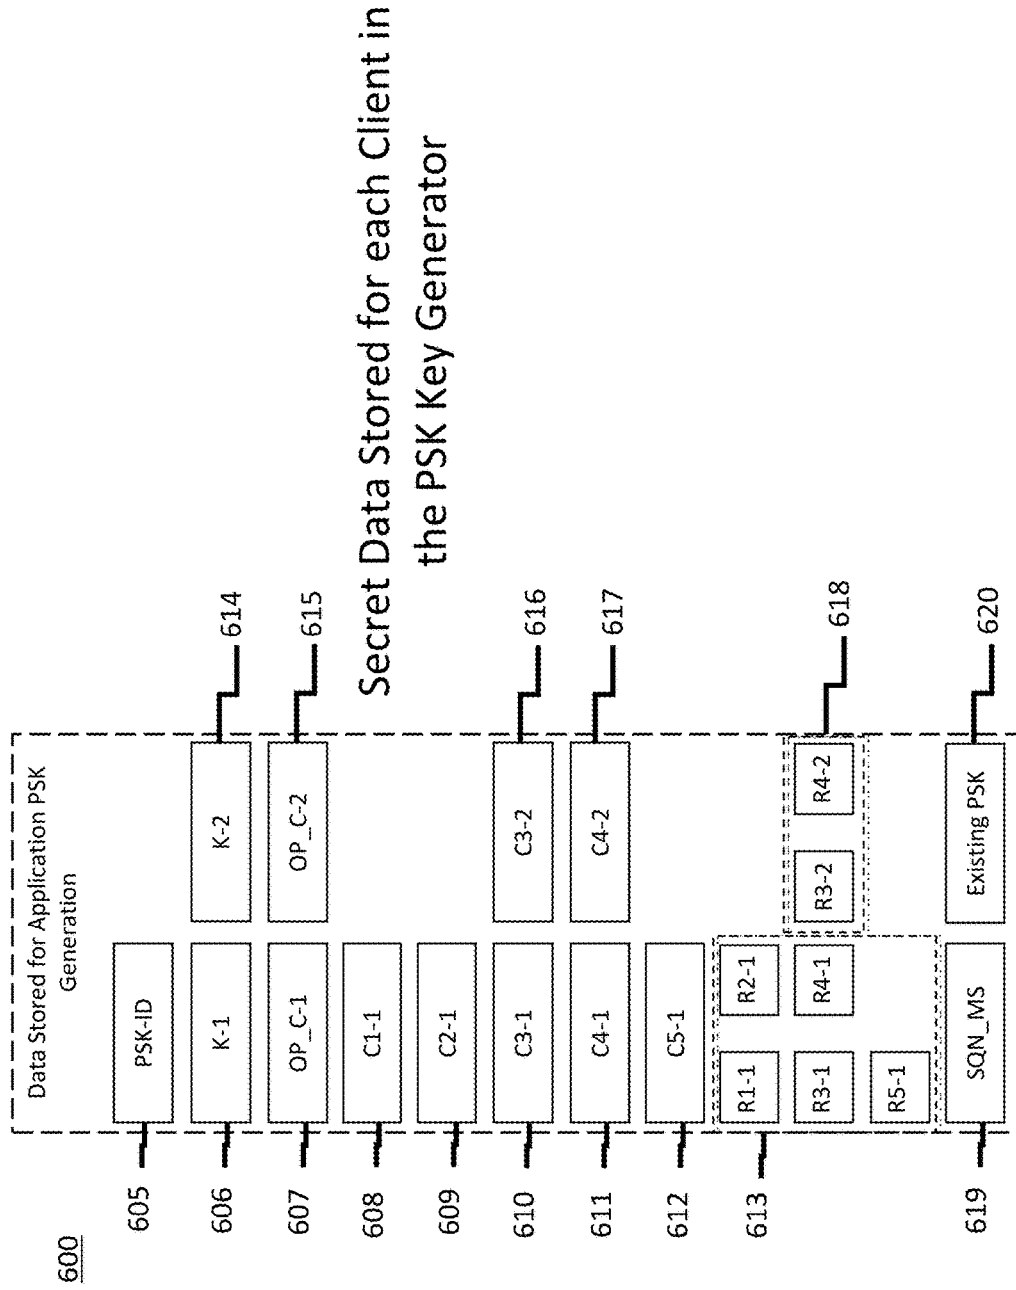 600
Data Stored for Application PSK
Generation
605
PSK-ID
606
K-1
K-2
614
607
OP_C-1
OP_C-2
615
608
C1-1
609
C2-1
610
C3-1
C3-2
616
611
C4-1
C4-2
617
612
C5-1
613
R1-1
R2-1
R3-1
R4-1
R3-2
R4-2
618
R5-1
619
SQN_MS
Existing PSK
620
Secret Data Stored for each Client in
the PSK Key Generator